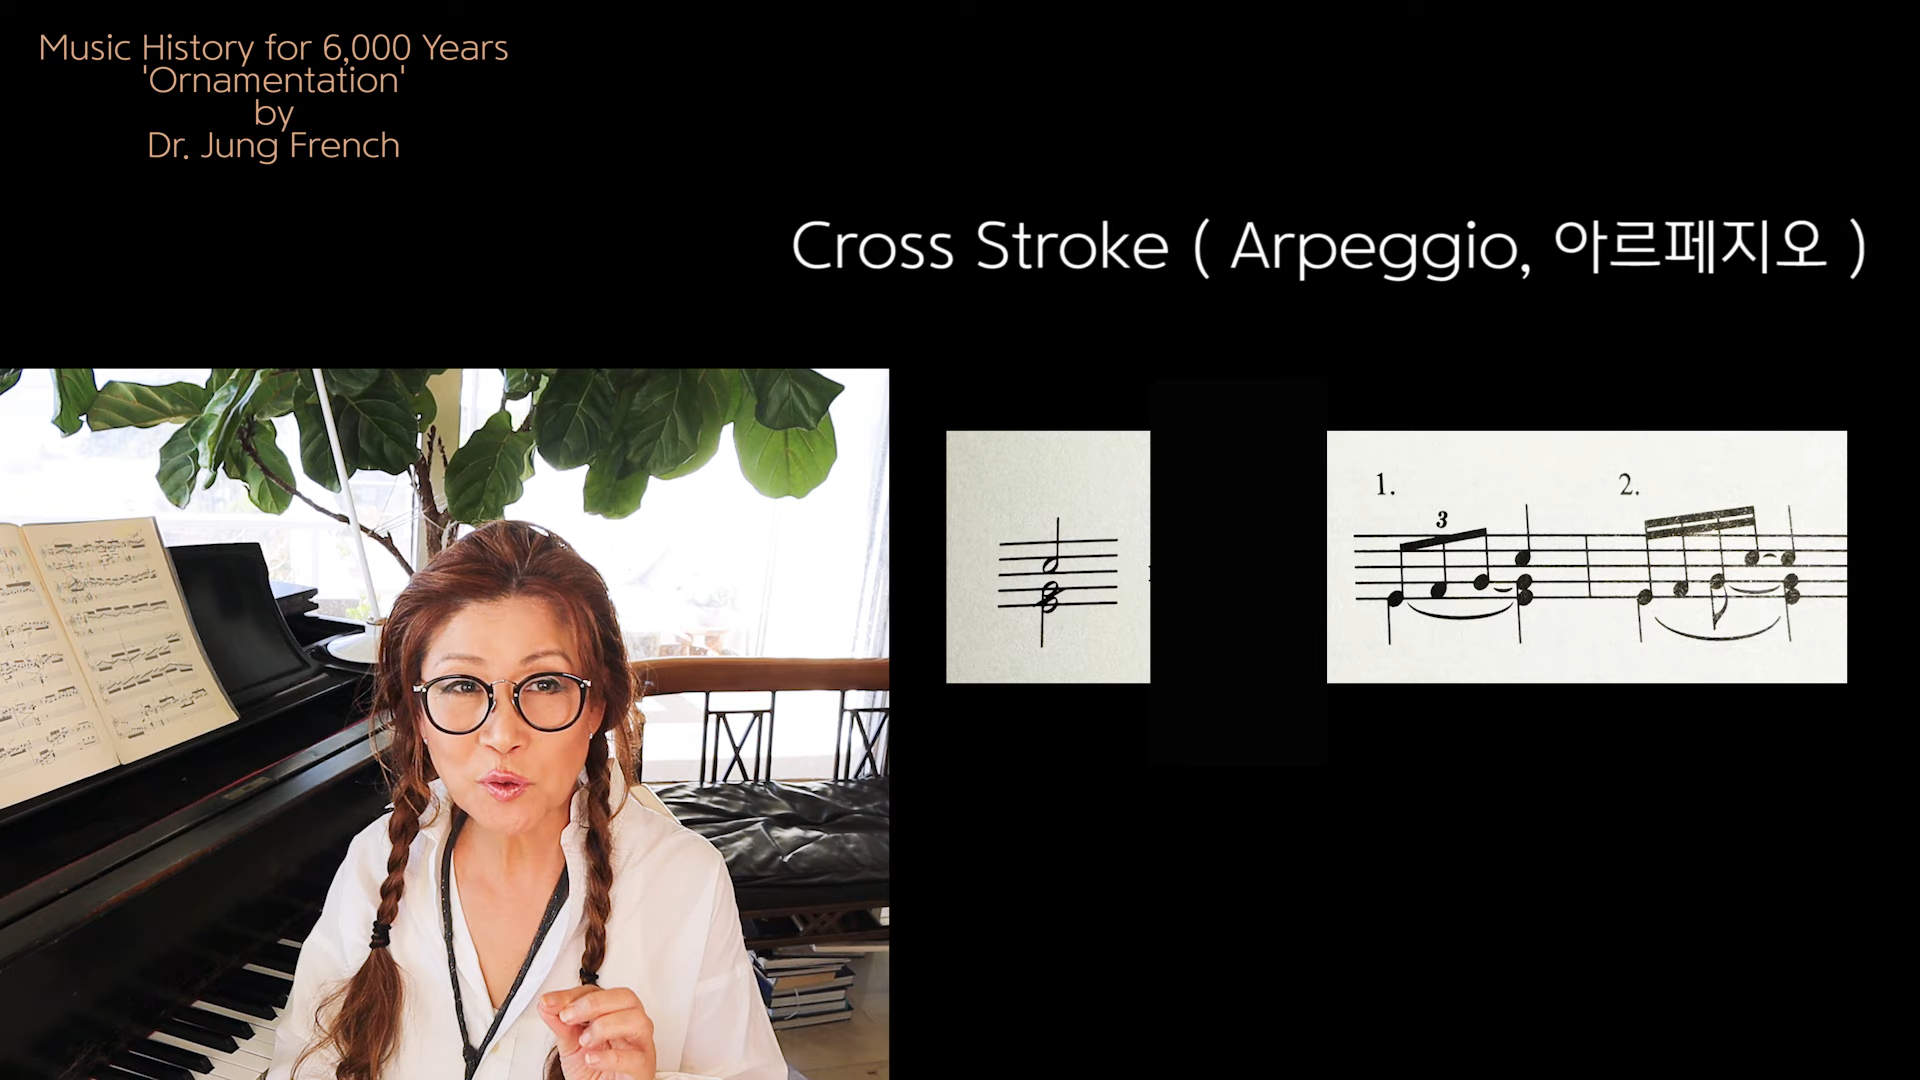 Music History for 6,000 Years
'Ornamentation'
by
Dr. Jung French
Cross Stroke ( Arpeggio, 아르페지오 )
1.
2.
3